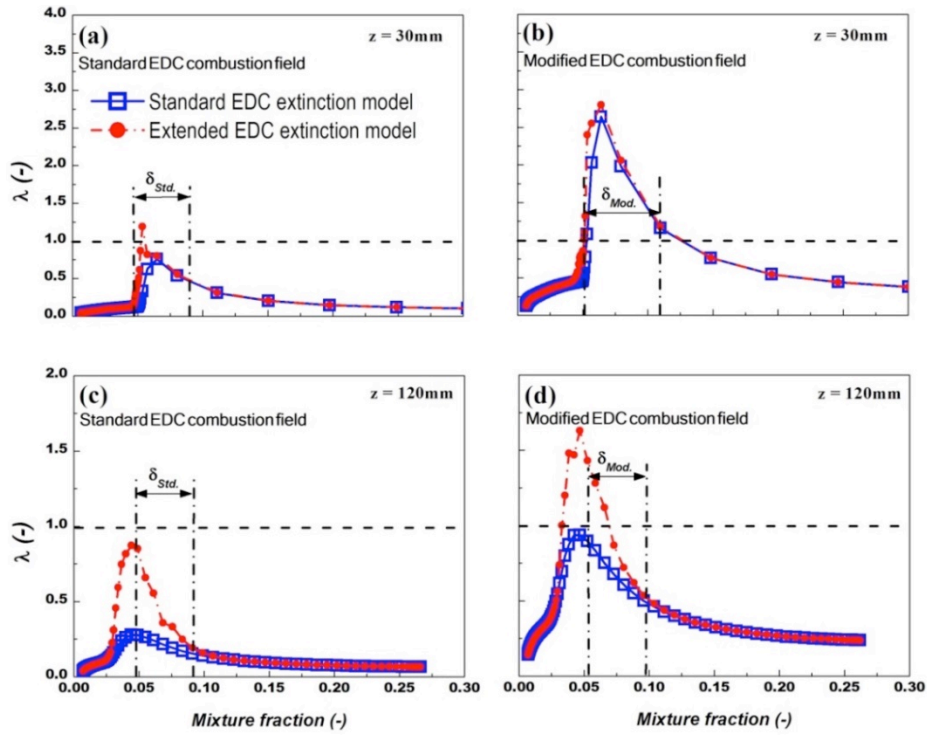 (a)
z = 30mm
Standard EDC combustion field
Standard EDC extinction model
Extended EDC extinction model
δStd.
λ (-)
4.0
3.5
3.0
2.5
2.0
1.5
1.0
0.5
0.0
(b)
z = 30mm
Modified EDC combustion field
δMod.
(c)
z = 120mm
Standard EDC combustion field
δStd.
λ (-)
2.0
1.5
1.0
0.5
0.0
0.00 0.05 0.10 0.15 0.20 0.25 0.30
Mixture fraction (-)
(d)
z = 120mm
Modified EDC combustion field
δMod.
0.00 0.05 0.10 0.15 0.20 0.25 0.30
Mixture fraction (-)